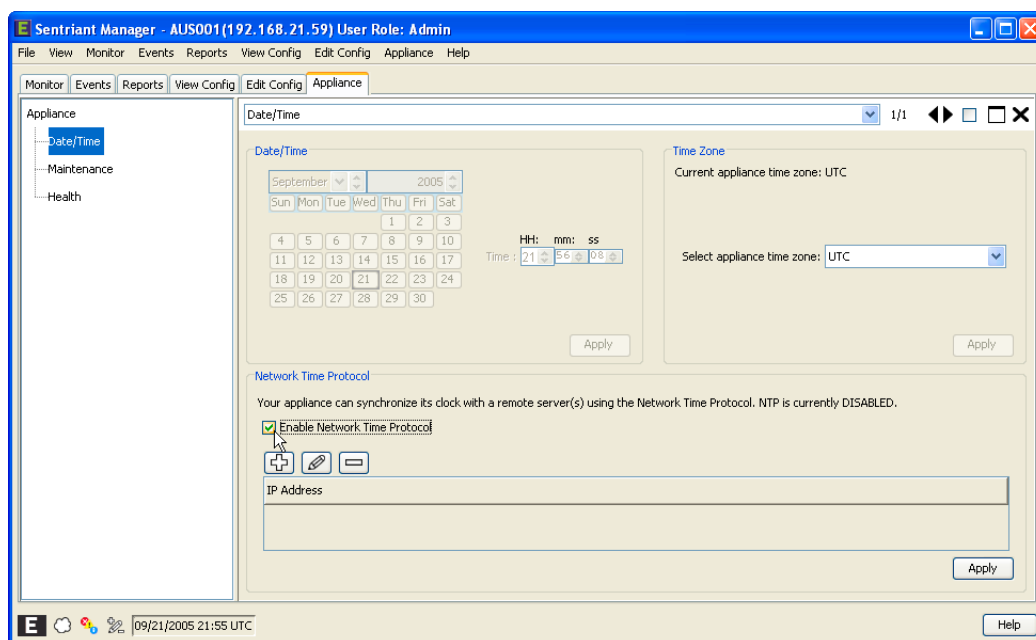 E Sentriant Manager - AUS001(192.168.21.59) User Role: Admin
File View Monitor Events Reports View Config Edit Config Appliance Help
Monitor Events Reports View Config Edit Config Appliance
Appliance
Date/Time
Maintenance
Health
Date/Time 1/1
Date/Time
September 2005
Sun Mon Tue Wed Thu Fri Sat
1 2 3
4 5 6 7 8 9 10
11 12 13 14 15 16 17
18 19 20 21 22 23 24
25 26 27 28 29 30
HH: mm: ss
Time : 21 56 08
Apply
Time Zone
Current appliance time zone: UTC
Select appliance time zone: UTC
Apply
Network Time Protocol
Your appliance can synchronize its clock with a remote server(s) using the Network Time Protocol. NTP is currently DISABLED.
Enable Network Time Protocol
IP Address
Apply
E 09/21/2005 21:55 UTC
Help